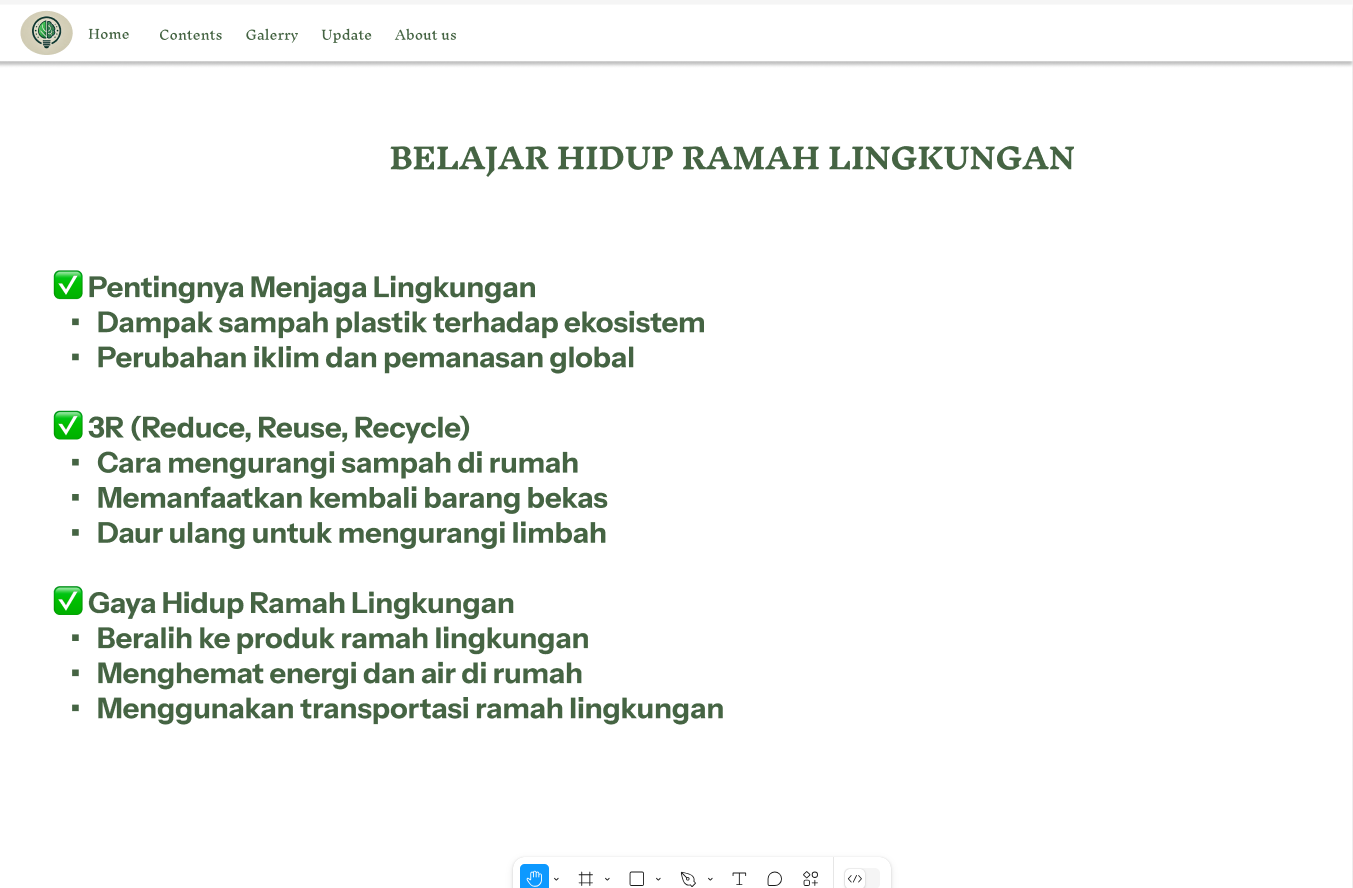 Home Contents Galerry Update About us
BELAJAR HIDUP RAMAH LINGKUNGAN
✅ Pentingnya Menjaga Lingkungan
▪ Dampak sampah plastik terhadap ekosistem
▪ Perubahan iklim dan pemanasan global
✅ 3R (Reduce, Reuse, Recycle)
▪ Cara mengurangi sampah di rumah
▪ Memanfaatkan kembali barang bekas
▪ Daur ulang untuk mengurangi limbah
✅ Gaya Hidup Ramah Lingkungan
▪ Beralih ke produk ramah lingkungan
▪ Menghemat energi dan air di rumah
▪ Menggunakan transportasi ramah lingkungan